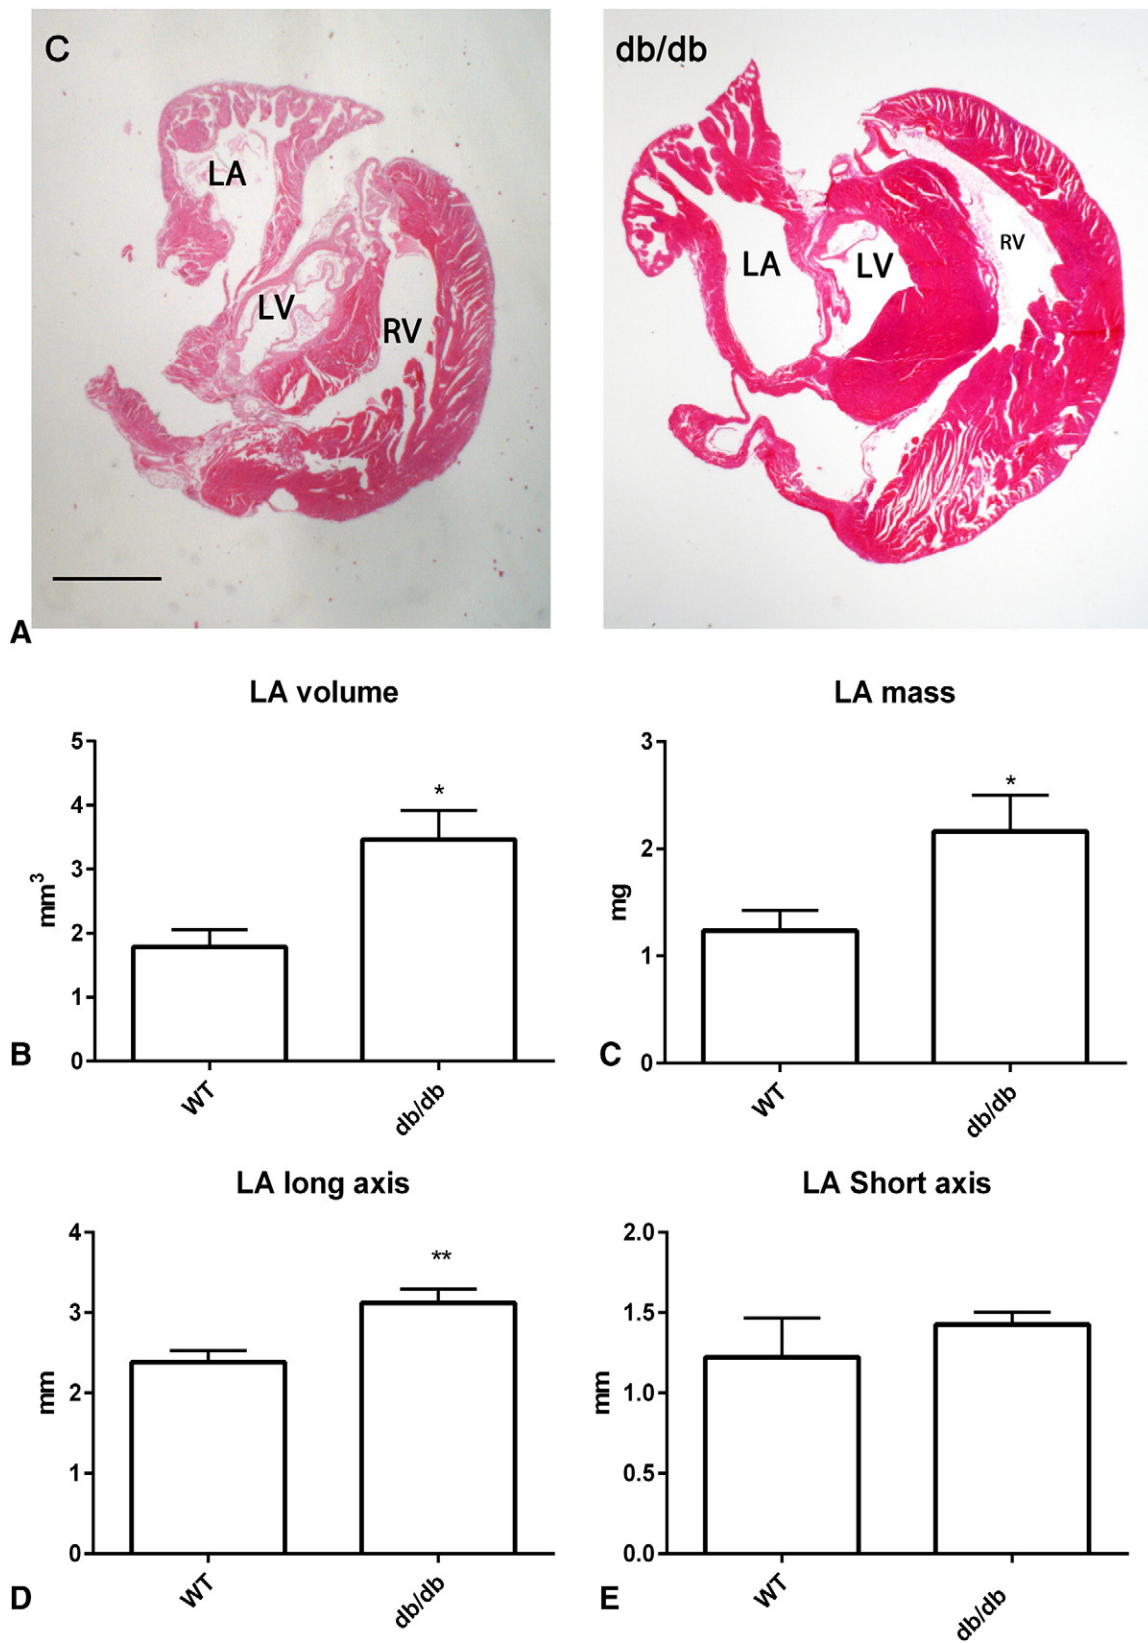 C
LA
LV
RV
db/db
LA
LV
RV
A
LA volume
5
4
3
2
1
0
mm³
WT
db/db
B
LA mass
3
2
1
0
mg
WT
db/db
C
*
*
LA long axis
4
3
2
1
0
mm
**
WT
db/db
D
LA Short axis
2.0
1.5
1.0
0.5
0.0
mm
WT
db/db
E